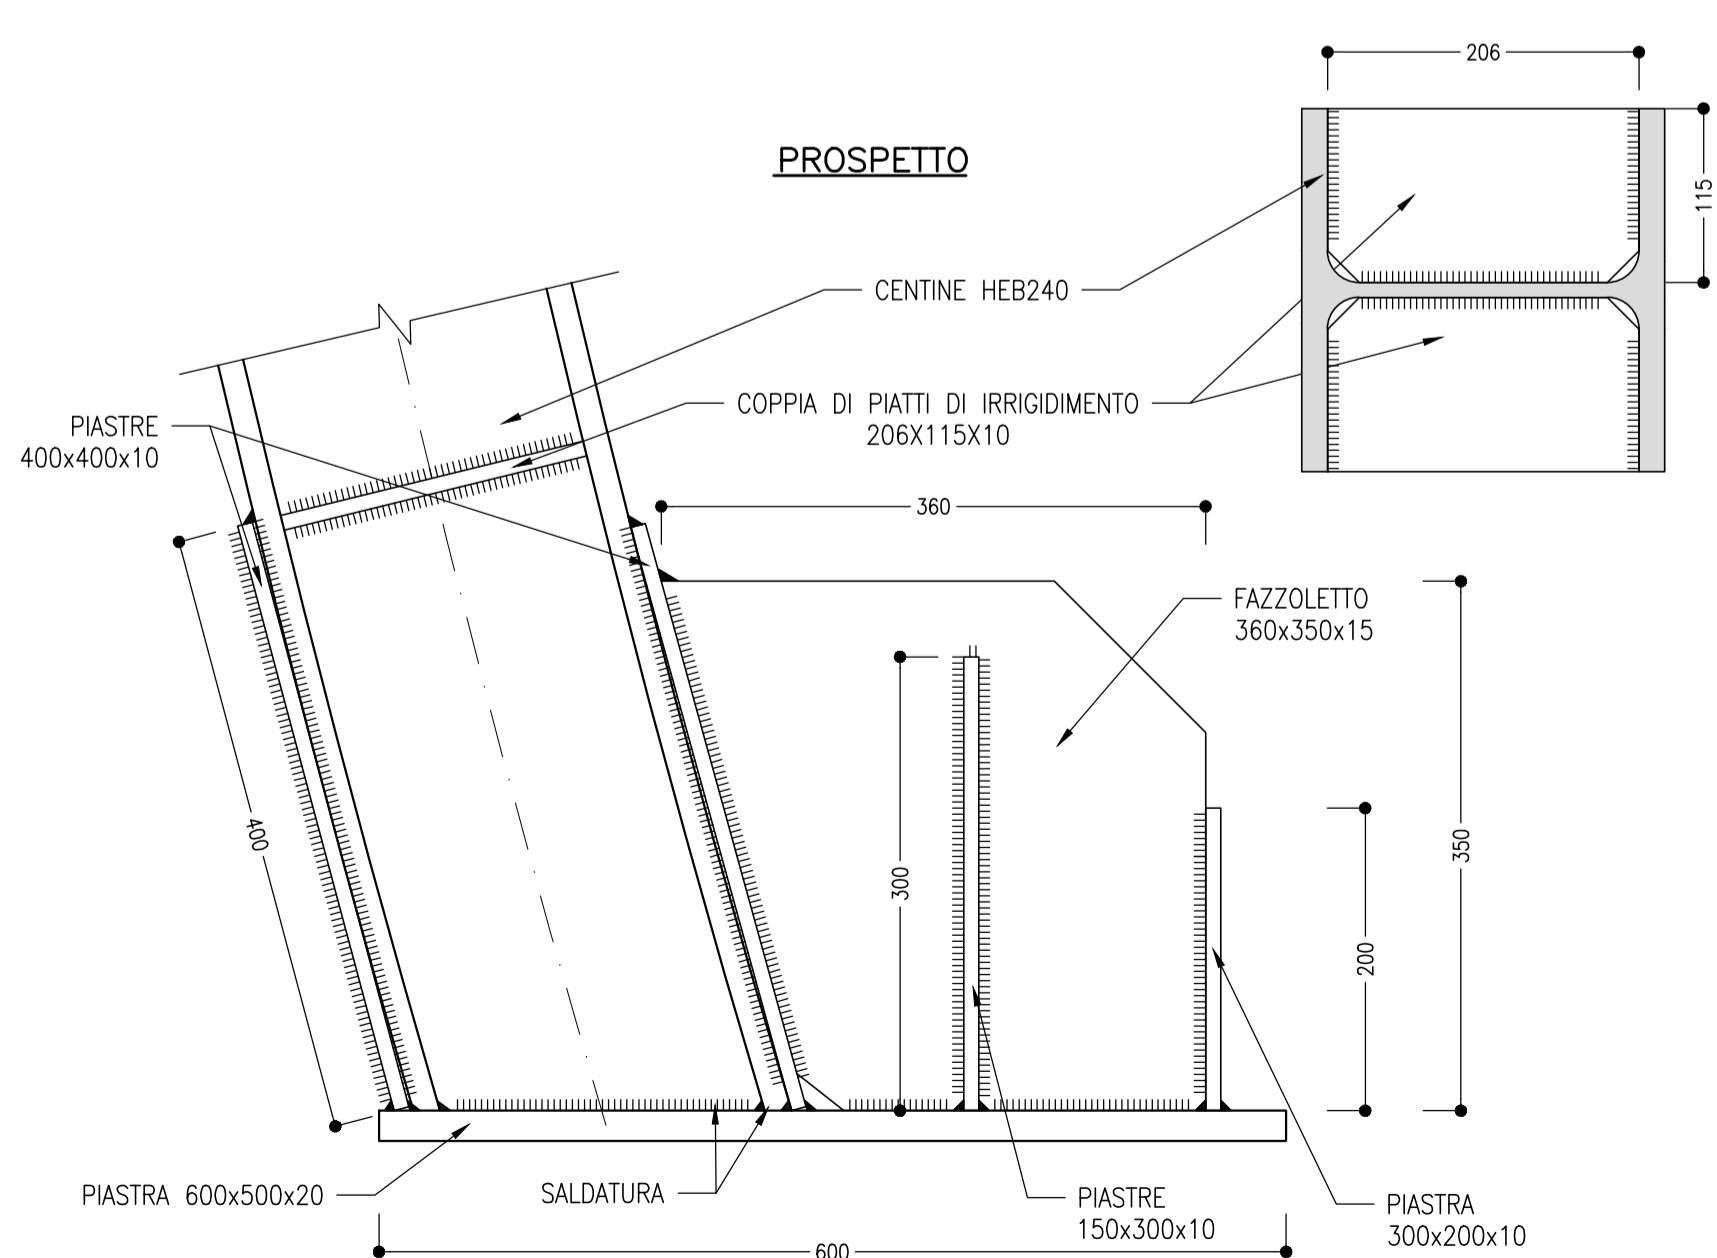 206
PROSPETTO
115
CENTINE HEB240
COPPIA DI PIATTI DI IRRIGIDIMENTO
206X115X10
PIASTRE
400x400x10
360
FAZZOLETTO
360x350x15
400
300
350
200
PIASTRA 600x500x20
SALDATURA
PIASTRE
150x300x10
PIASTRA
300x200x10
600